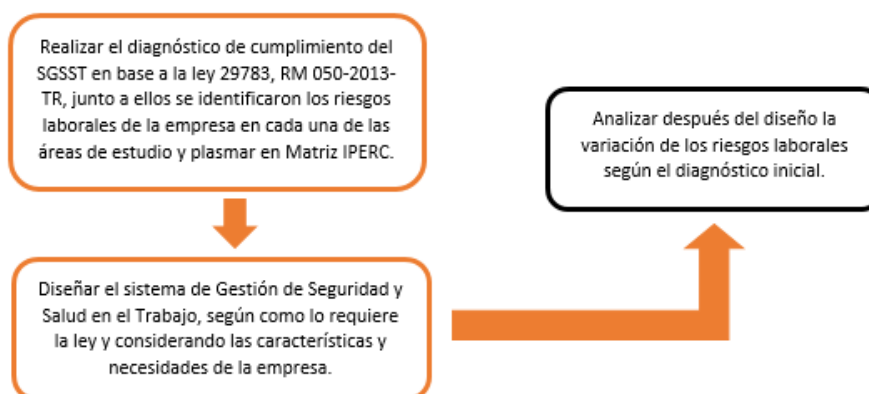 Realizar el diagnóstico de cumplimiento del
SGSST en base a la ley 29783, RM 050-2013-
TR, junto a ellos se identificaron los riesgos
laborales de la empresa en cada una de las
áreas de estudio y plasmar en Matriz IPERC.
Diseñar el sistema de Gestión de Seguridad y
Salud en el Trabajo, según como lo requiere
la ley y considerando las características y
necesidades de la empresa.
Analizar después del diseño la
variación de los riesgos laborales
según el diagnóstico inicial.